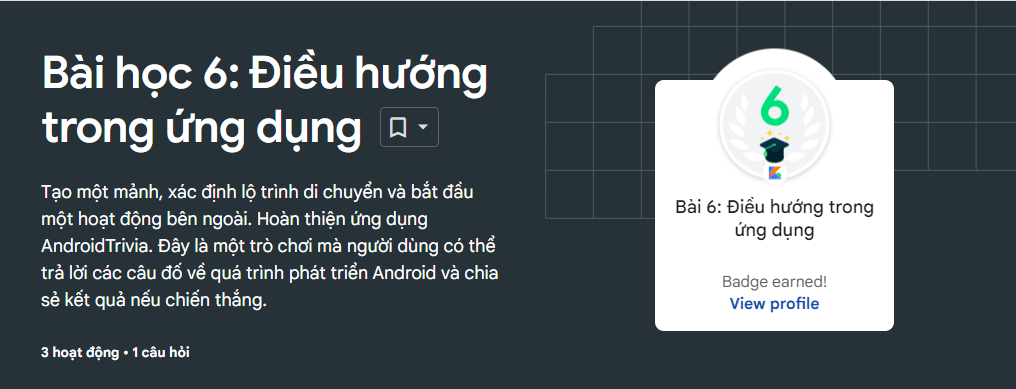 Bài học 6: Điều hướng
trong ứng dụng
Tạo một mảnh, xác định lộ trình di chuyển và bắt đầu
một hoạt động bên ngoài. Hoàn thiện ứng dụng
AndroidTrivia. Đây là một trò chơi mà người dùng có thể
trả lời các câu đố về quá trình phát triển Android và chia
sẻ kết quả nếu chiến thắng.
3 hoạt động • 1 câu hỏi
6
Bài 6: Điều hướng trong
ứng dụng
Badge earned!
View profile